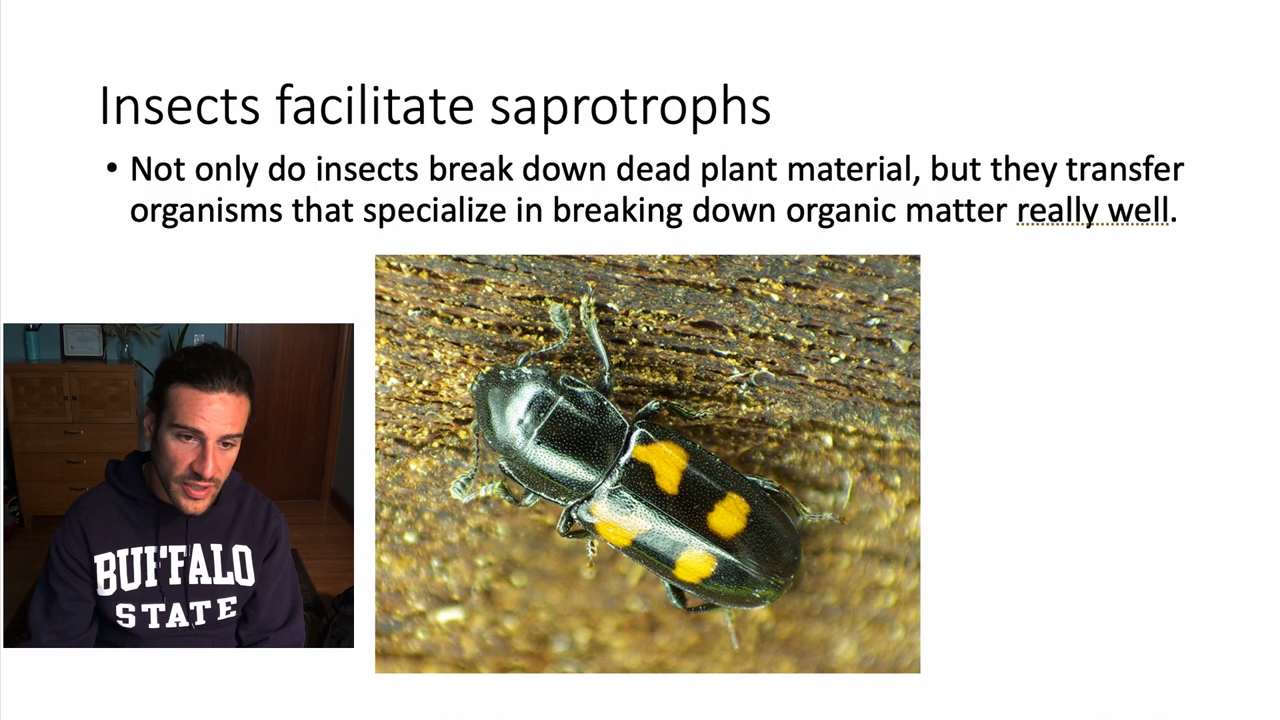 Insects facilitate saprotrophs
• Not only do insects break down dead plant material, but they transfer
organisms that specialize in breaking down organic matter really well.
BUFFALO
STATE